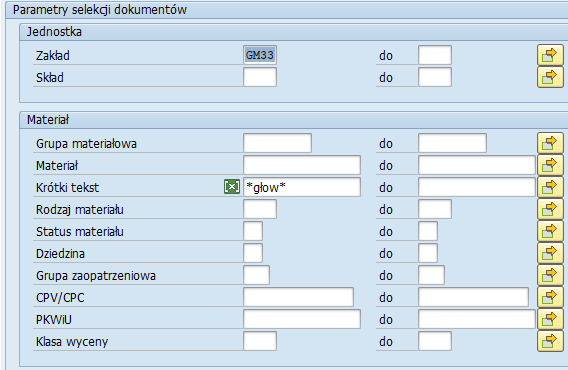 Parametry selekcji dokumentów
Jednostka
Zakład GM33 do
Skład do
Materiał
Grupa materiałowa do
Materiał do
Krótki tekst *głow* do
Rodzaj materiału do
Status materiału do
Dziedzina do
Grupa zaopatrzeniowa do
CPV/CPC do
PKWiU do
Klasa wyceny do